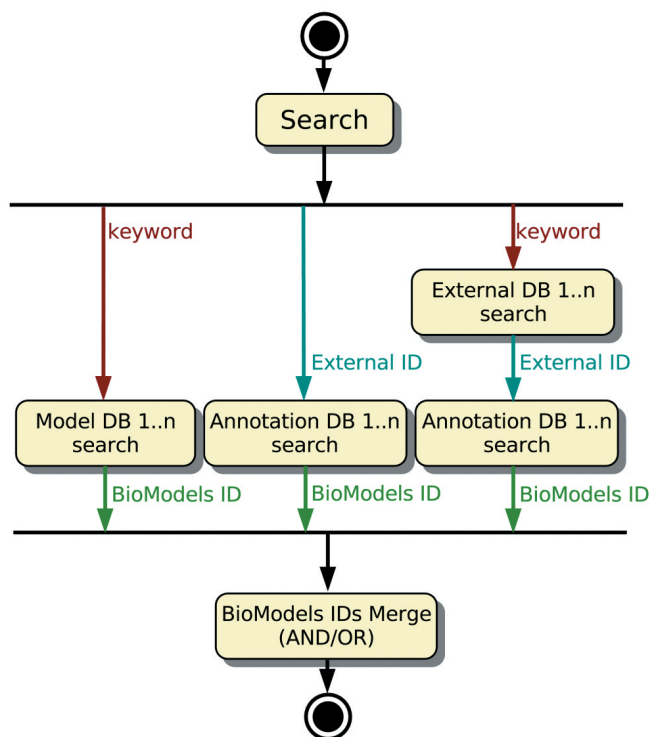 Search
keyword
keyword
External DB 1..n
search
External ID
External ID
Model DB 1..n
search
Annotation DB 1..n
search
Annotation DB 1..n
search
BioModels ID
BioModels ID
BioModels ID
BioModels IDs Merge
(AND/OR)